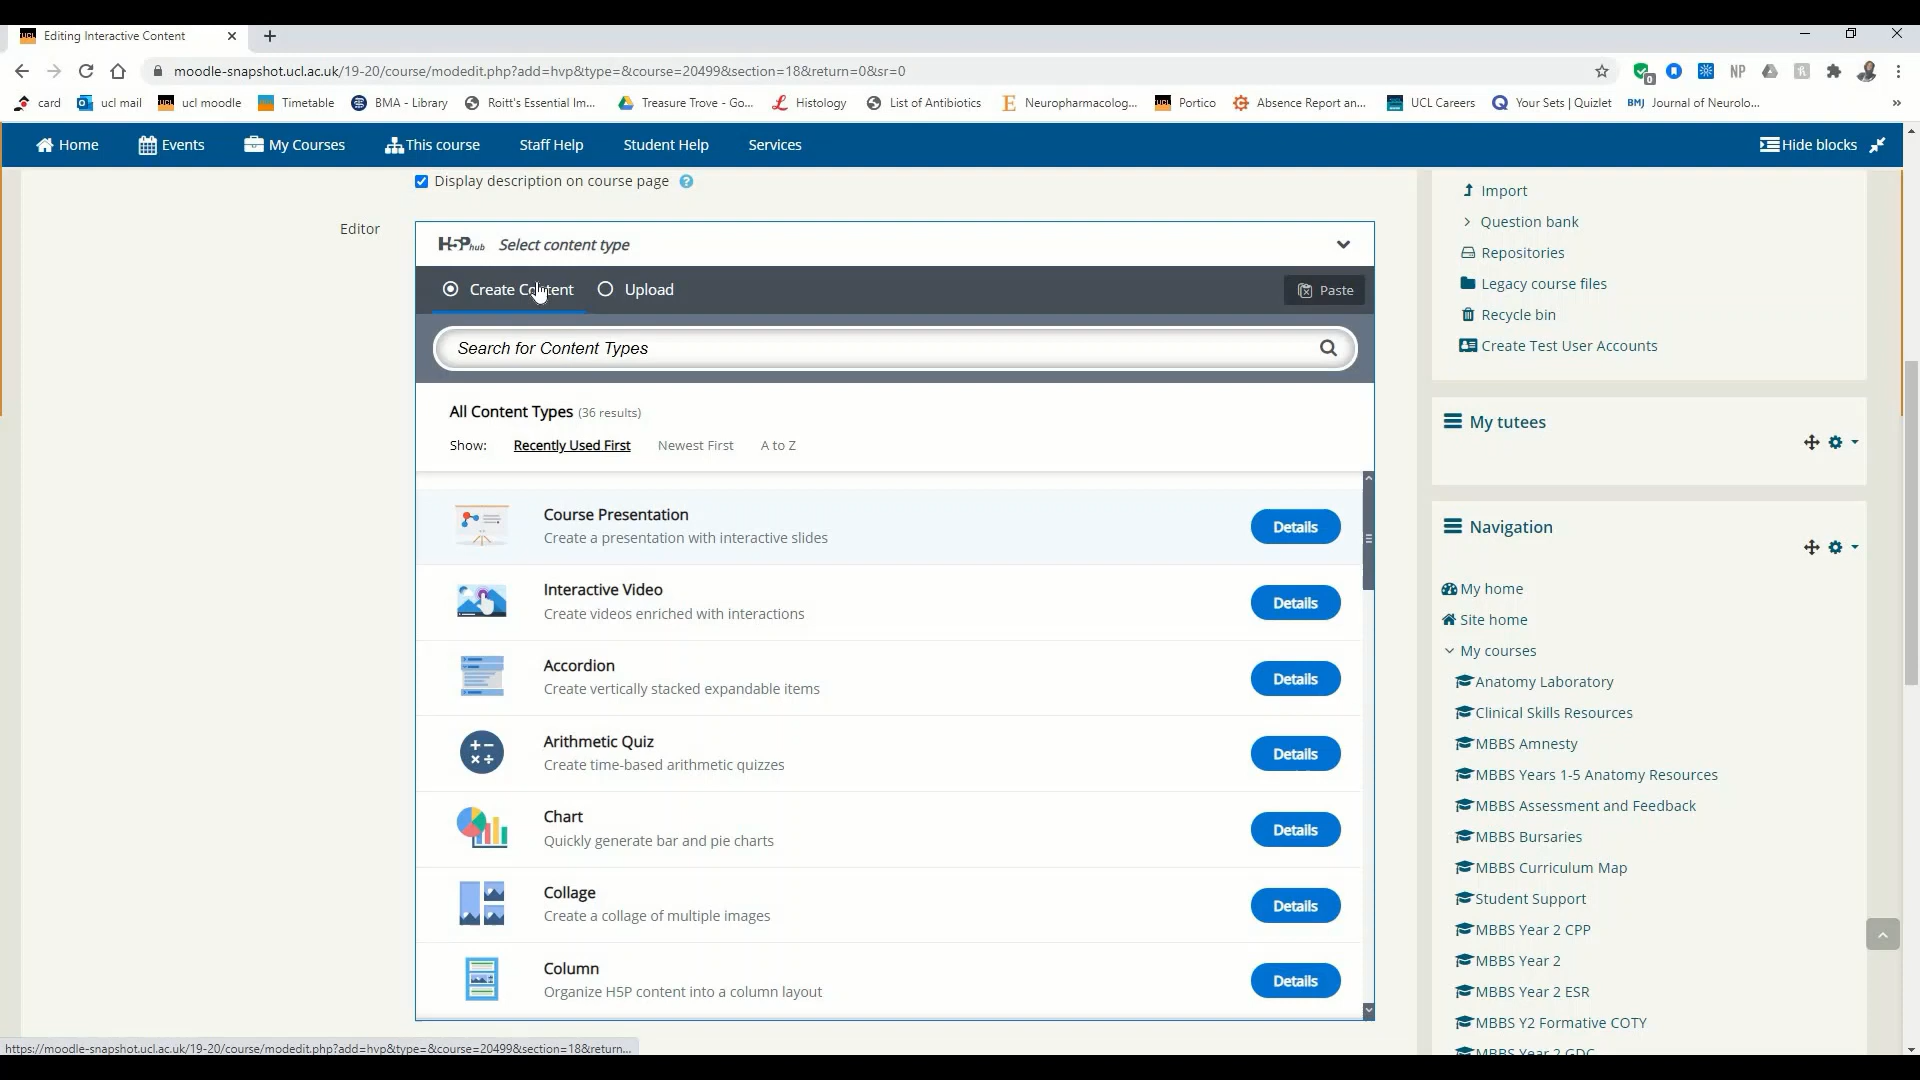 Editing Interactive Content
moodle-snapshot.ucl.ac.uk/19-20/course/modedit.php?add=hvp&type=&course=20499&section=18&return=0&sr=0
card
ucl mail
ucl moodle
Timetable
BMA - Library
Roitt's Essential Im...
Treasure Trove - Go...
Histology
List of Antibiotics
Neuropharmacolog...
Portico
Absence Report an...
UCL Careers
Your Sets | Quizlet
BMJ Journal of Neurolo...
Home
Events
My Courses
This course
Staff Help
Student Help
Services
Hide blocks
Display description on course page
Editor
H5P hub Select content type
Create Content
Upload
Paste
Search for Content Types
All Content Types (36 results)
Show: Recently Used First Newest First A to Z
Course Presentation
Create a presentation with interactive slides
Details
Interactive Video
Create videos enriched with interactions
Details
Accordion
Create vertically stacked expandable items
Details
Arithmetic Quiz
Create time-based arithmetic quizzes
Details
Chart
Quickly generate bar and pie charts
Details
Collage
Create a collage of multiple images
Details
Column
Organize H5P content into a column layout
Details
Import
Question bank
Repositories
Legacy course files
Recycle bin
Create Test User Accounts
My tutees
Navigation
My home
Site home
My courses
Anatomy Laboratory
Clinical Skills Resources
MBBS Amnesty
MBBS Years 1-5 Anatomy Resources
MBBS Assessment and Feedback
MBBS Bursaries
MBBS Curriculum Map
Student Support
MBBS Year 2 CPP
MBBS Year 2
MBBS Year 2 ESR
MBBS Y2 Formative COTY
MBBS Year 2 GDC
https://moodle-snapshot.ucl.ac.uk/19-20/course/modedit.php?add=hvp&type=&course=20499&section=18&return...